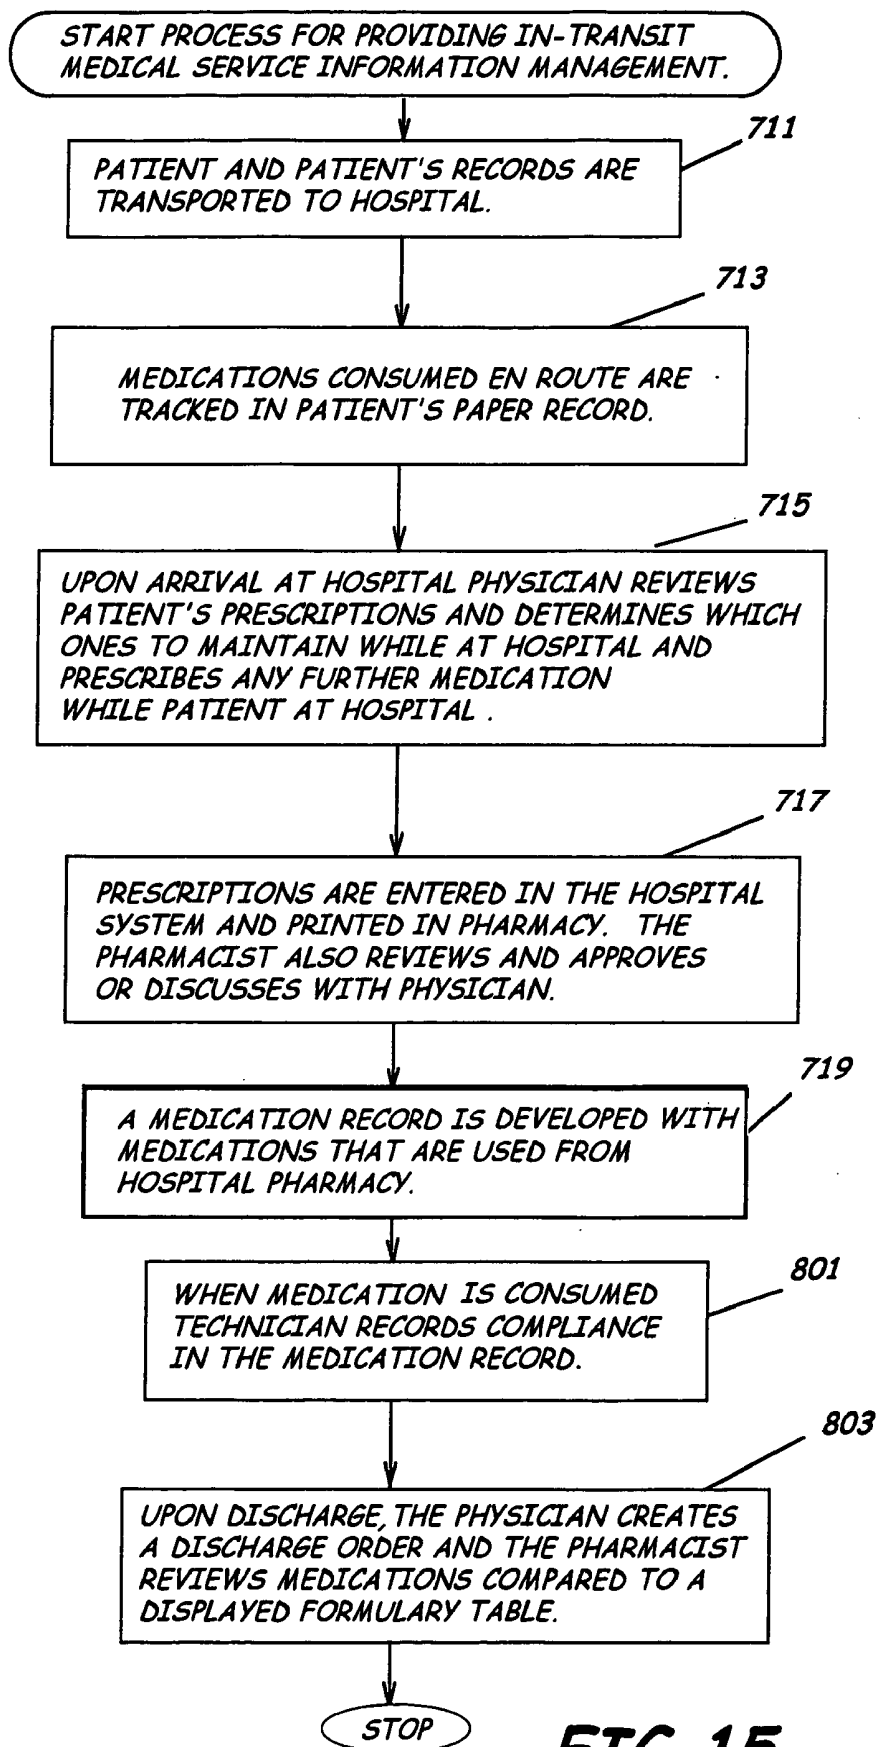 START PROCESS FOR PROVIDING IN-TRANSIT
MEDICAL SERVICE INFORMATION MANAGEMENT.
711
PATIENT AND PATIENT'S RECORDS ARE
TRANSPORTED TO HOSPITAL.
713
MEDICATIONS CONSUMED EN ROUTE ARE
TRACKED IN PATIENT'S PAPER RECORD.
715
UPON ARRIVAL AT HOSPITAL PHYSICIAN REVIEWS
PATIENT'S PRESCRIPTIONS AND DETERMINES WHICH
ONES TO MAINTAIN WHILE AT HOSPITAL AND
PRESCRIBES ANY FURTHER MEDICATION
WHILE PATIENT AT HOSPITAL .
717
PRESCRIPTIONS ARE ENTERED IN THE HOSPITAL
SYSTEM AND PRINTED IN PHARMACY. THE
PHARMACIST ALSO REVIEWS AND APPROVES
OR DISCUSSES WITH PHYSICIAN.
719
A MEDICATION RECORD IS DEVELOPED WITH
MEDICATIONS THAT ARE USED FROM
HOSPITAL PHARMACY.
801
WHEN MEDICATION IS CONSUMED
TECHNICIAN RECORDS COMPLIANCE
IN THE MEDICATION RECORD.
803
UPON DISCHARGE, THE PHYSICIAN CREATES
A DISCHARGE ORDER AND THE PHARMACIST
REVIEWS MEDICATIONS COMPARED TO A
DISPLAYED FORMULARY TABLE.
STOP
FIG. 15